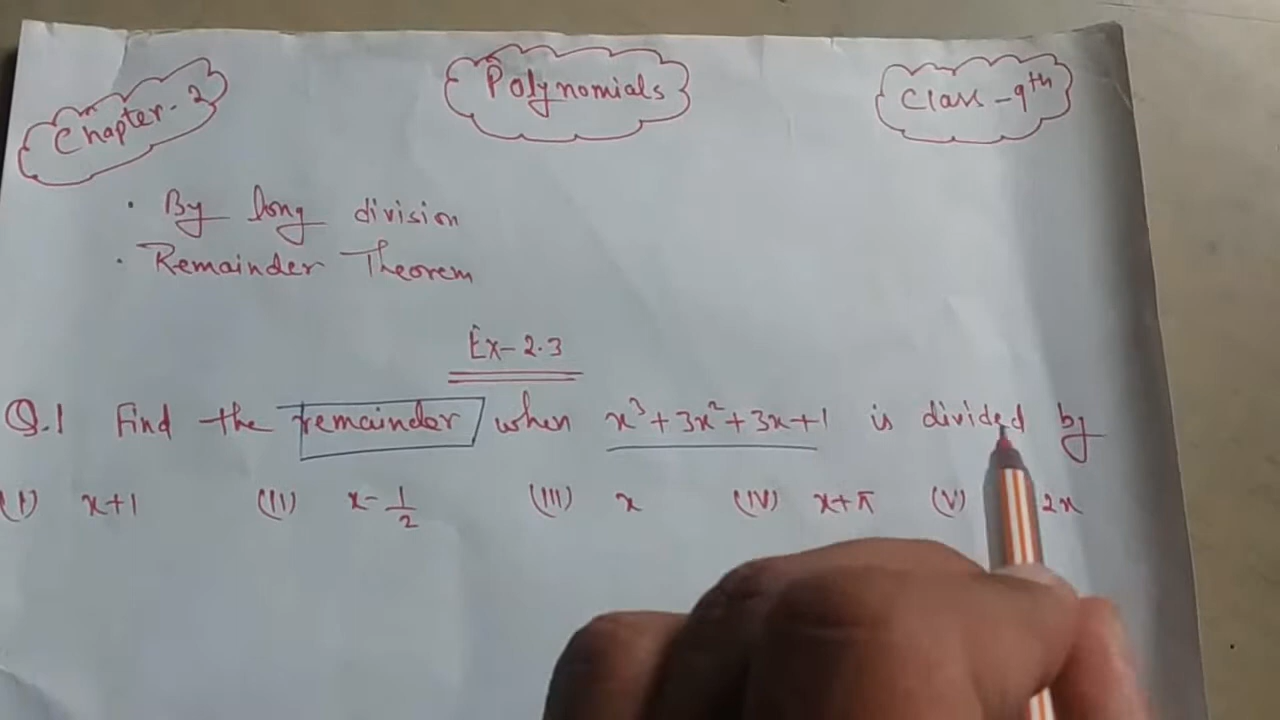 Chapter-2
Polynomials
Class-9th
· By long division
· Remainder Theorem
Ex-2.3
Q.1 Find the remainder when x³+3x²+3x+1 is divided by
(I) x+1 (II) x-1/2 (III) x (IV) x+π (V) 2x